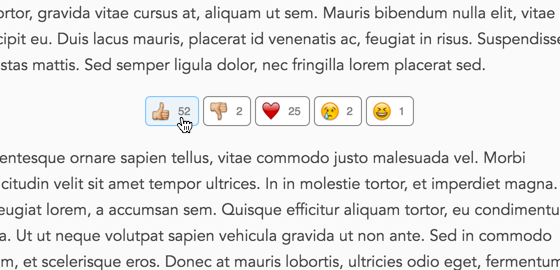 ortor, gravida vitae cursus at, aliquam ut sem. Mauris bibendum nulla elit, vitae
cipit eu. Duis lacus mauris, placerat id venenatis ac, feugiat in risus. Suspendisse
stas mattis. Sed semper ligula dolor, nec fringilla lorem placerat sed.
52 2 25 2 1
entesque ornare sapien tellus, vitae commodo justo malesuada vel. Morbi
citudin velit sit amet tempor ultrices. In in molestie tortor, et imperdiet magna.
eugiat lorem, a accumsan sem. Quisque efficitur aliquam tortor, eu condimentu
a. Ut ut neque volutpat sapien vehicula gravida ut non ante. Sed in commodo
m, et scelerisque eros. Donec at mauris lobortis, ultricies odio eget, fermentum